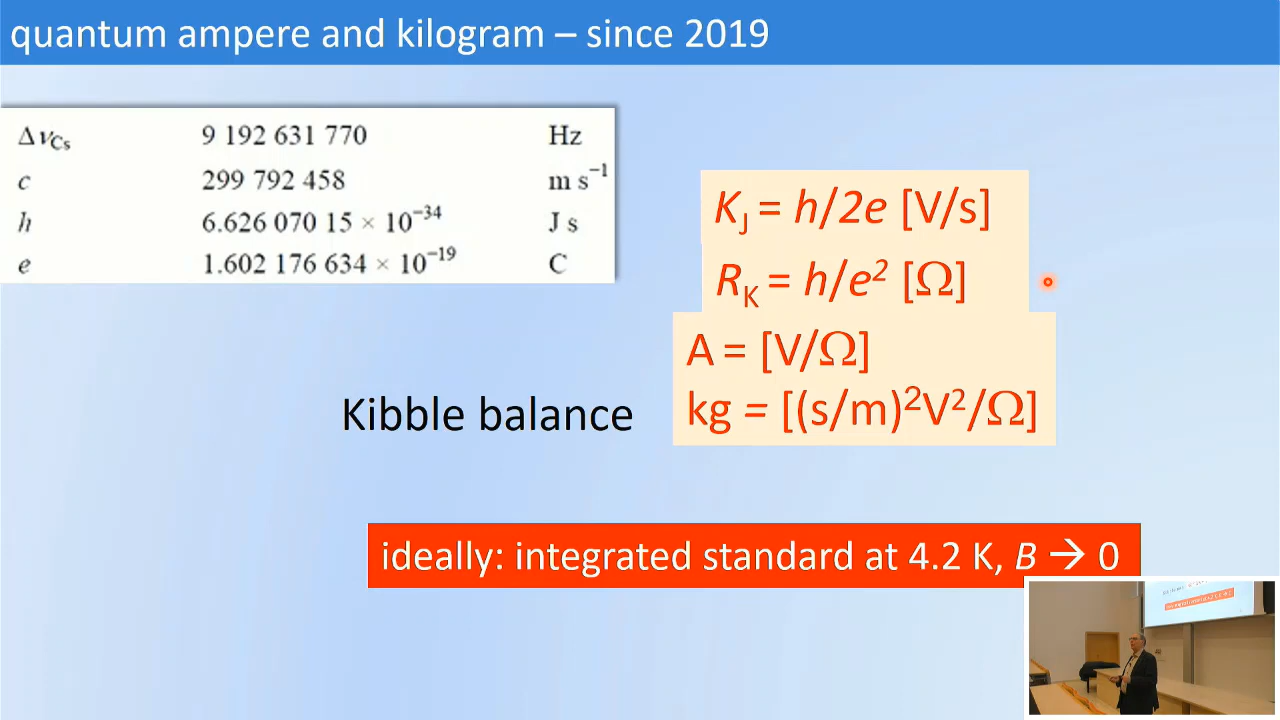 quantum ampere and kilogram – since 2019
Δν_Cs 9 192 631 770 Hz
c 299 792 458 m s⁻¹
h 6.626 070 15 × 10⁻³⁴ J s
e 1.602 176 634 × 10⁻¹⁹ C
K_J = h/2e [V/s]
R_K = h/e² [Ω]
A = [V/Ω]
Kibble balance
kg = [(s/m)²V²/Ω]
ideally: integrated standard at 4.2 K, B → 0